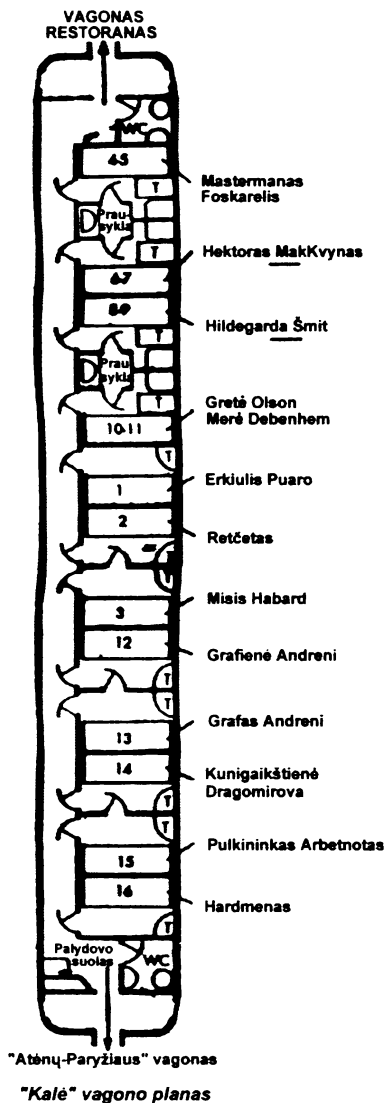 VAGONAS
RESTORANAS
WC
4-5
Mastermanas
Foskarelis
T
Prau-
sykla
T
Hektoras MakKvynas
6-7
8-9
Hildegarda Šmit
T
Prau-
sykla
T
Gretė Olson
Merė Debenhem
10-11
T
1
Erkiulis Puaro
2
Retčetas
T
T
3
Misis Habard
12
Grafienė Andreni
T
T
13
Grafas Andreni
14
Kunigaikštienė
Dragomirova
T
T
15
Pulkininkas Arbetnotas
16
Hardmenas
T
Palydovo
suolas
WC
"Atėnų-Paryžiaus" vagonas
"Kalė" vagono planas